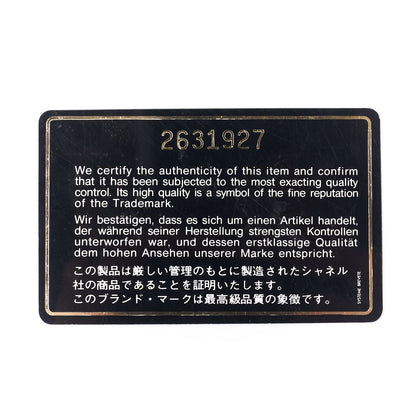 2631927
We certify the authenticity of this item and confirm
that it has been subjected to the most exacting quality
control. Its high quality is a symbol of the fine reputation
of the Trademark.
Wir bestätigen, dass es sich um einen Artikel handelt,
der während seiner Herstellung strengsten Kontrollen
unterworfen war, und dessen erstklassige Qualität
dem hohen Ansehen unserer Marke entspricht.
この製品は厳しい管理のもとに製造されたシャネル
社の商品であることを証明いたします。
このブランド・マークは最高級品質の象徴です。